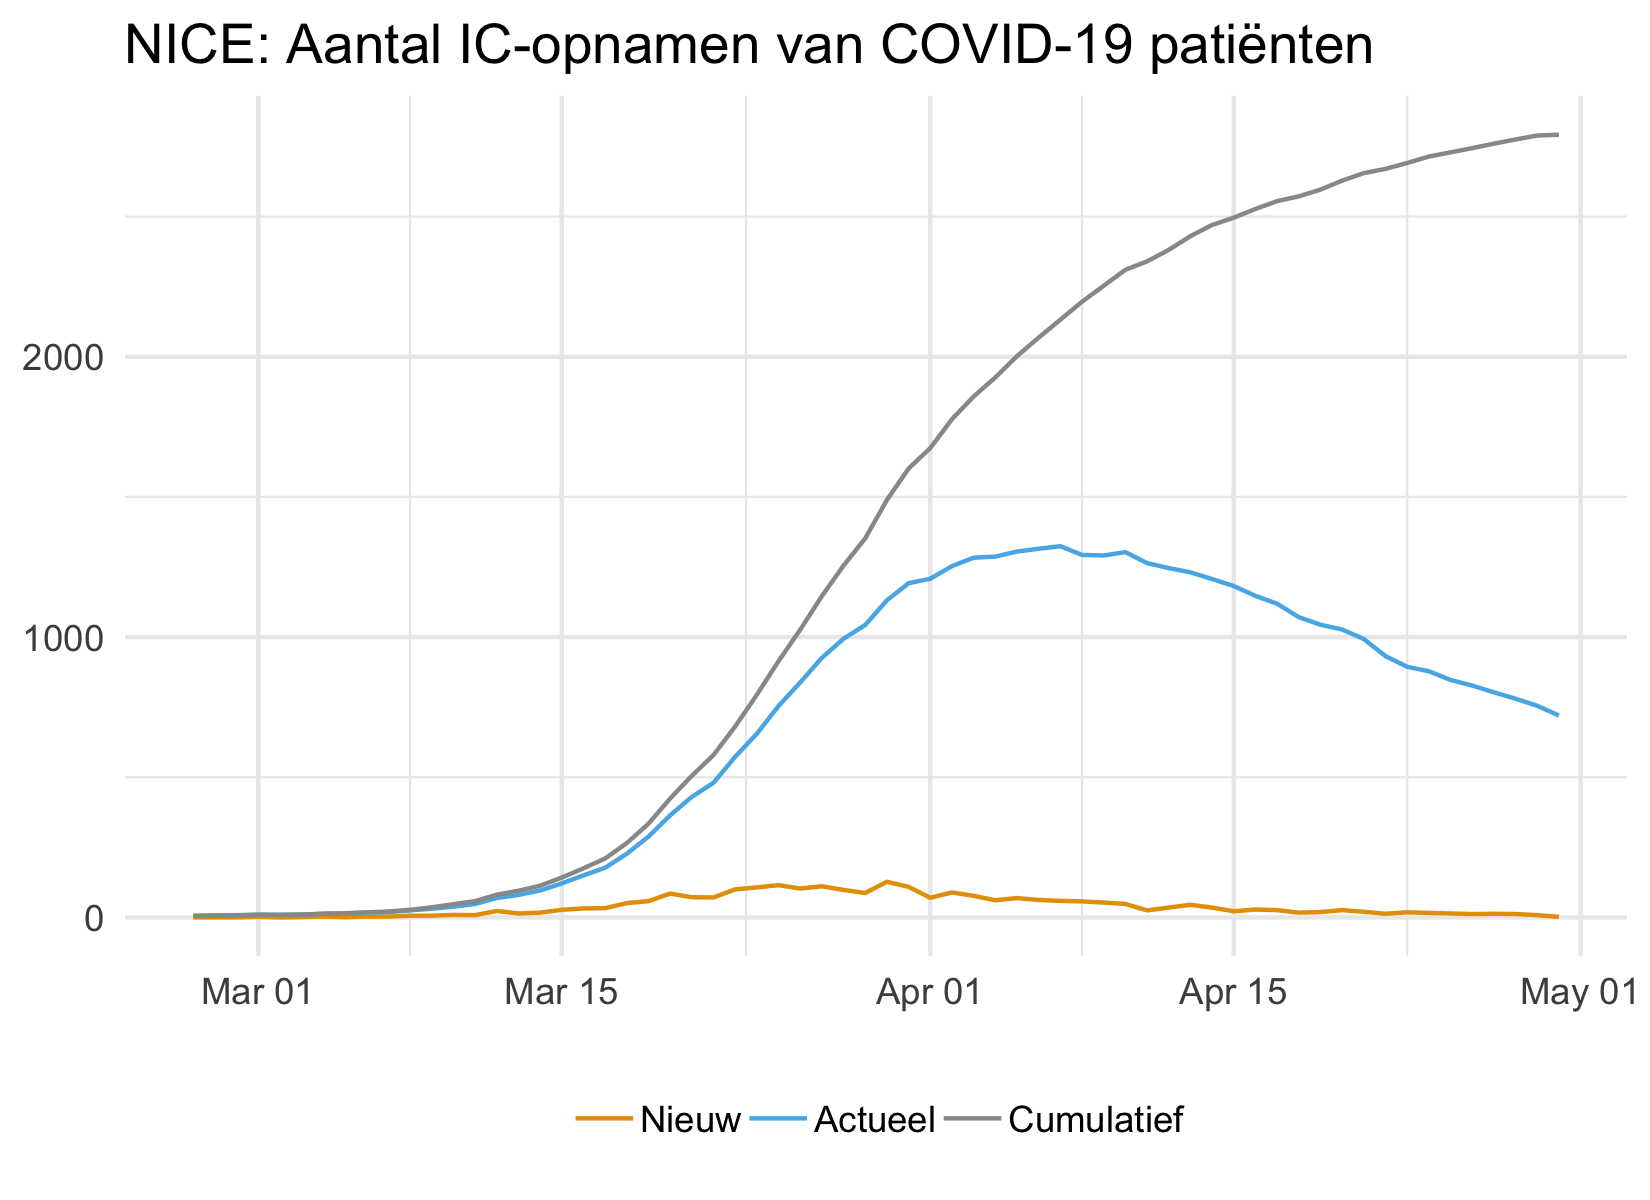 NICE: Aantal IC-opnamen van COVID-19 patiënten
2000
1000
0
Mar 01 Mar 15 Apr 01 Apr 15 May 01
Nieuw Actueel Cumulatief